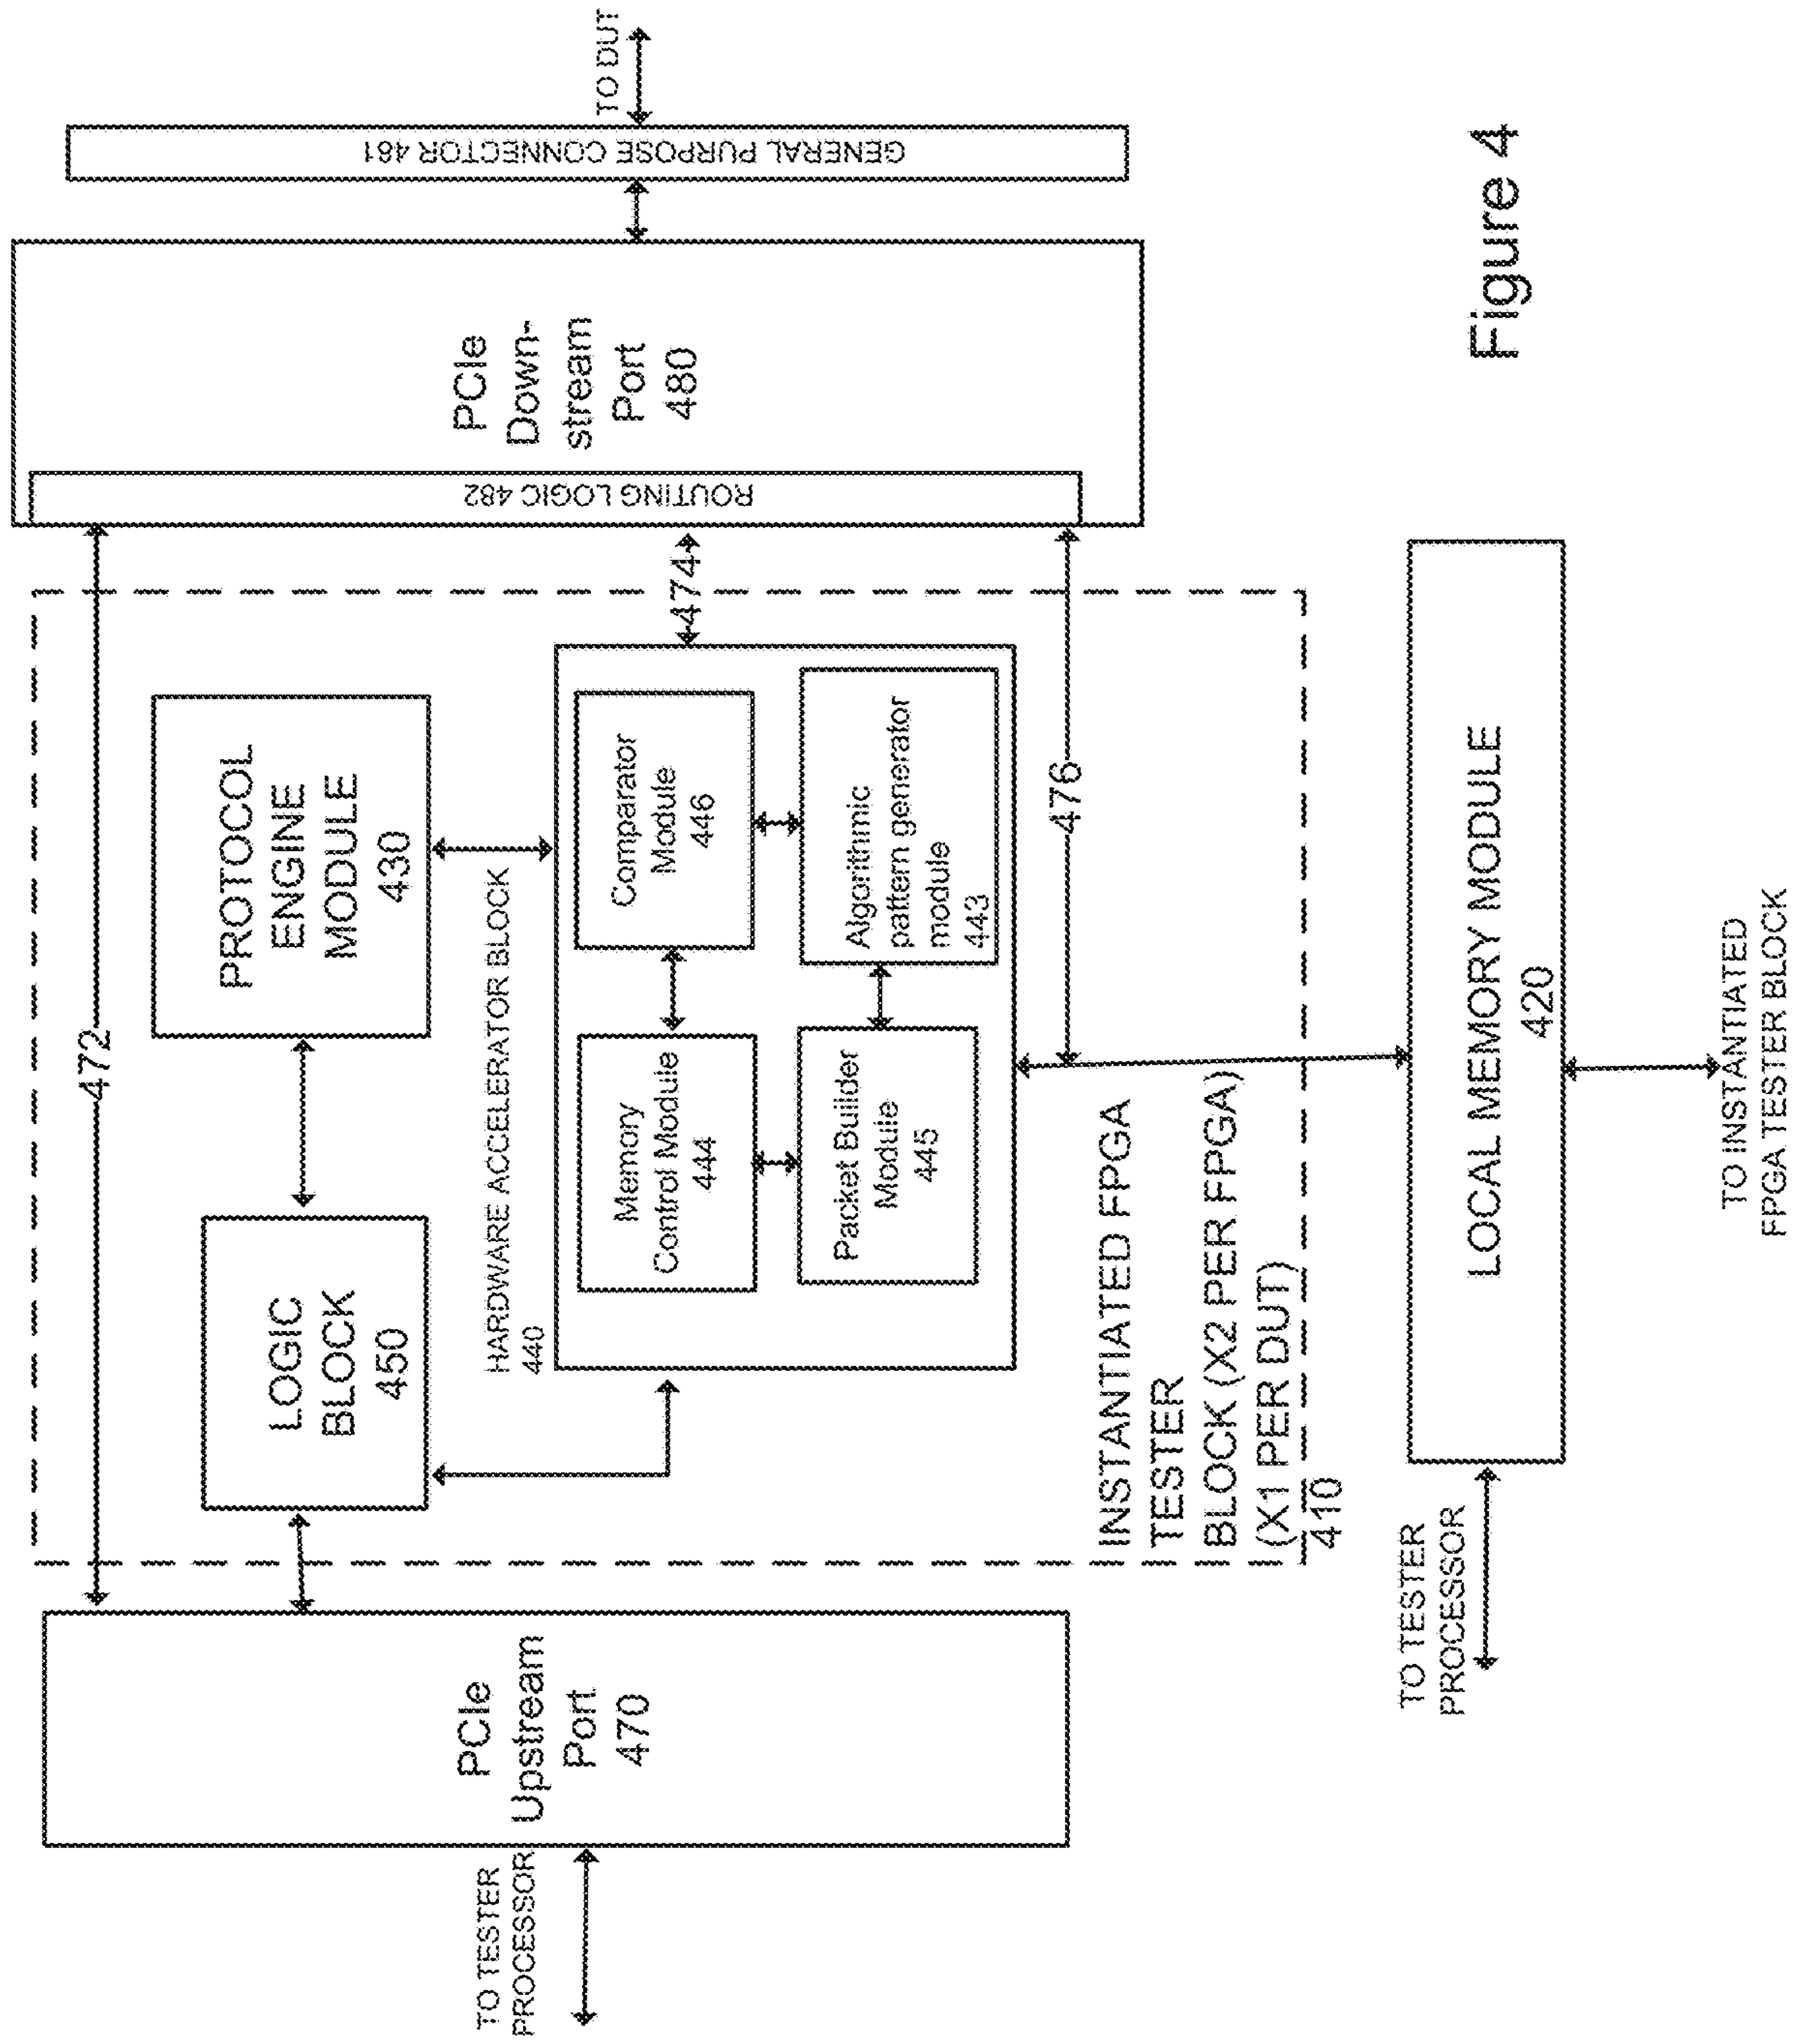 TO TESTER
PROCESSOR
PCIe
Upstream
Port
470
472
LOGIC
BLOCK
450
PROTOCOL
ENGINE
MODULE
430
HARDWARE ACCELERATOR BLOCK
440
Memory
Control Module
444
Comparator
Module
446
Packet Builder
Module
445
Algorithmic
pattern generator
module
443
474
476
INSTANTIATED FPGA
TESTER
BLOCK (X2 PER FPGA)
(X1 PER DUT)
410
ROUTING LOGIC 482
PCIe
Down-
stream
Port
480
GENERAL PURPOSE CONNECTOR 481
TO DUT
TO TESTER
PROCESSOR
LOCAL MEMORY MODULE
420
TO INSTANTIATED
FPGA TESTER BLOCK
Figure 4